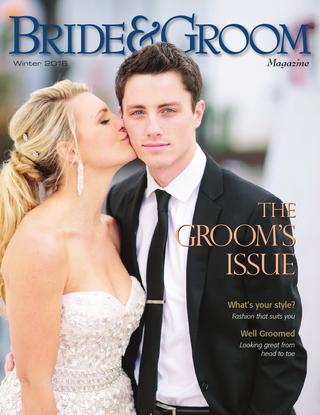 BRIDE&GROOM
Winter 2016
Magazine
THE
GROOM'S
ISSUE
What's your style?
Fashion that suits you
Well Groomed
Looking great from
head to toe